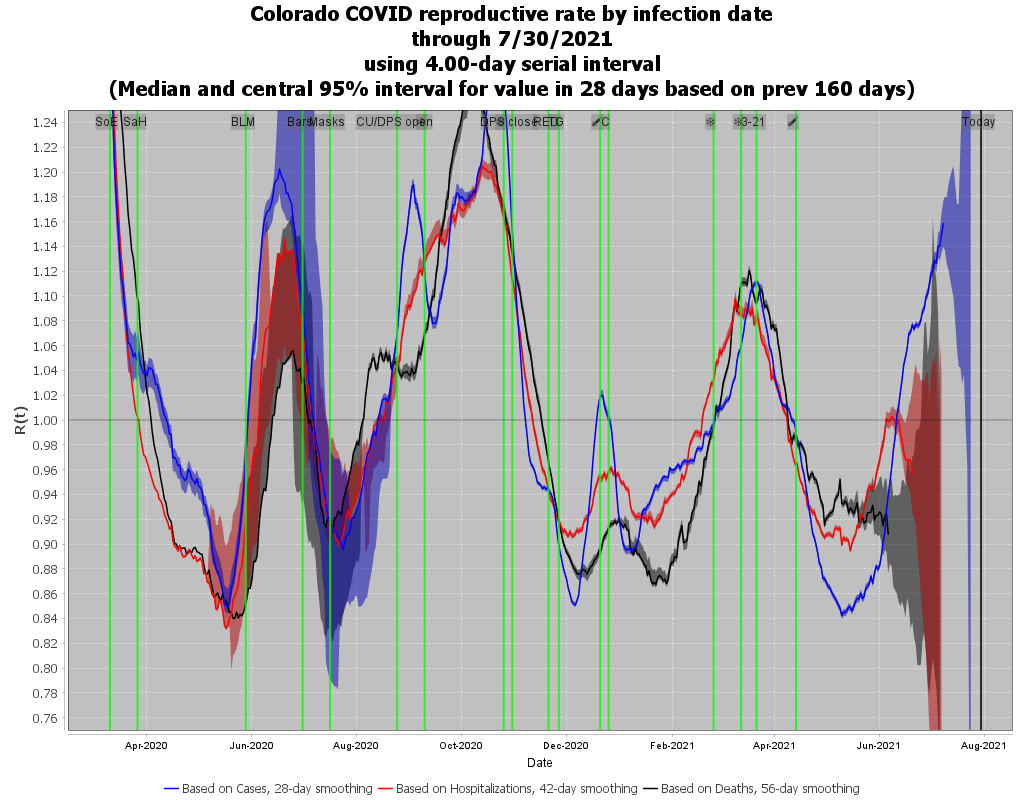 Colorado COVID reproductive rate by infection date
through 7/30/2021
using 4.00-day serial interval
(Median and central 95% interval for value in 28 days based on prev 160 days)
SoE SaH BLM Bars Masks CU/DPS open DPS close RED C 3-21 Today
1.24
1.22
1.20
1.18
1.16
1.14
1.12
1.10
1.08
1.06
1.04
1.02
1.00
0.98
0.96
0.94
0.92
0.90
0.88
0.86
0.84
0.82
0.80
0.78
0.76
R(t)
Apr-2020 Jun-2020 Aug-2020 Oct-2020 Dec-2020 Feb-2021 Apr-2021 Jun-2021 Aug-2021
Date
Based on Cases, 28-day smoothing Based on Hospitalizations, 42-day smoothing Based on Deaths, 56-day smoothing